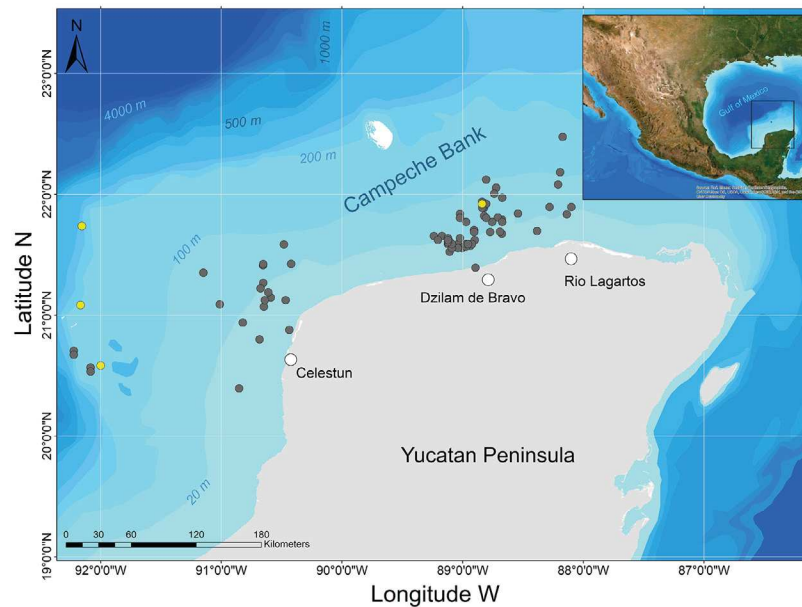 N
23°0'0"N
22°0'0"N
21°0'0"N
20°0'0"N
19°0'0"N
Latitude N
4000 m
1000 m
500 m
200 m
100 m
20 m
Campeche Bank
Gulf of Mexico
Dzilam de Bravo
Rio Lagartos
Celestun
Yucatan Peninsula
0 30 60 120 180
Kilometers
92°0'0"W 91°0'0"W 90°0'0"W 89°0'0"W 88°0'0"W 87°0'0"W
Longitude W